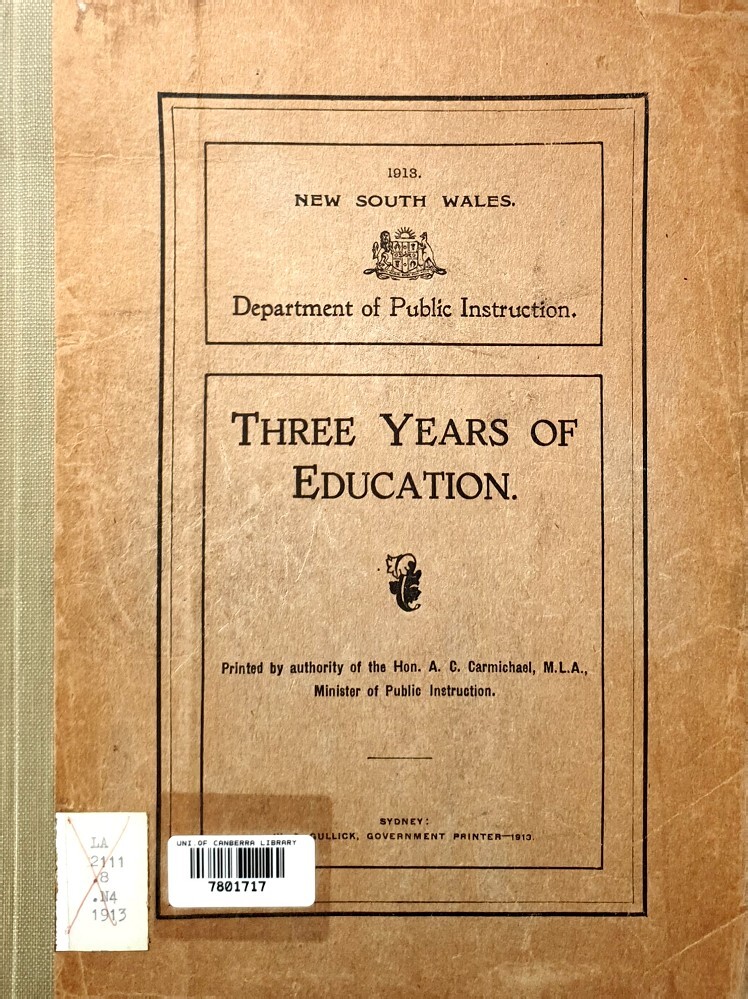 1913.
NEW SOUTH WALES.
Department of Public Instruction.
THREE YEARS OF
EDUCATION.
Printed by authority of the Hon. A. C. Carmichael, M.L.A.,
Minister of Public Instruction.
SYDNEY:
GULLICK, GOVERNMENT PRINTER—1913.
UNI.OF CANBERRA LIBRARY
7801717
LA
2111
.8
.N4
1913